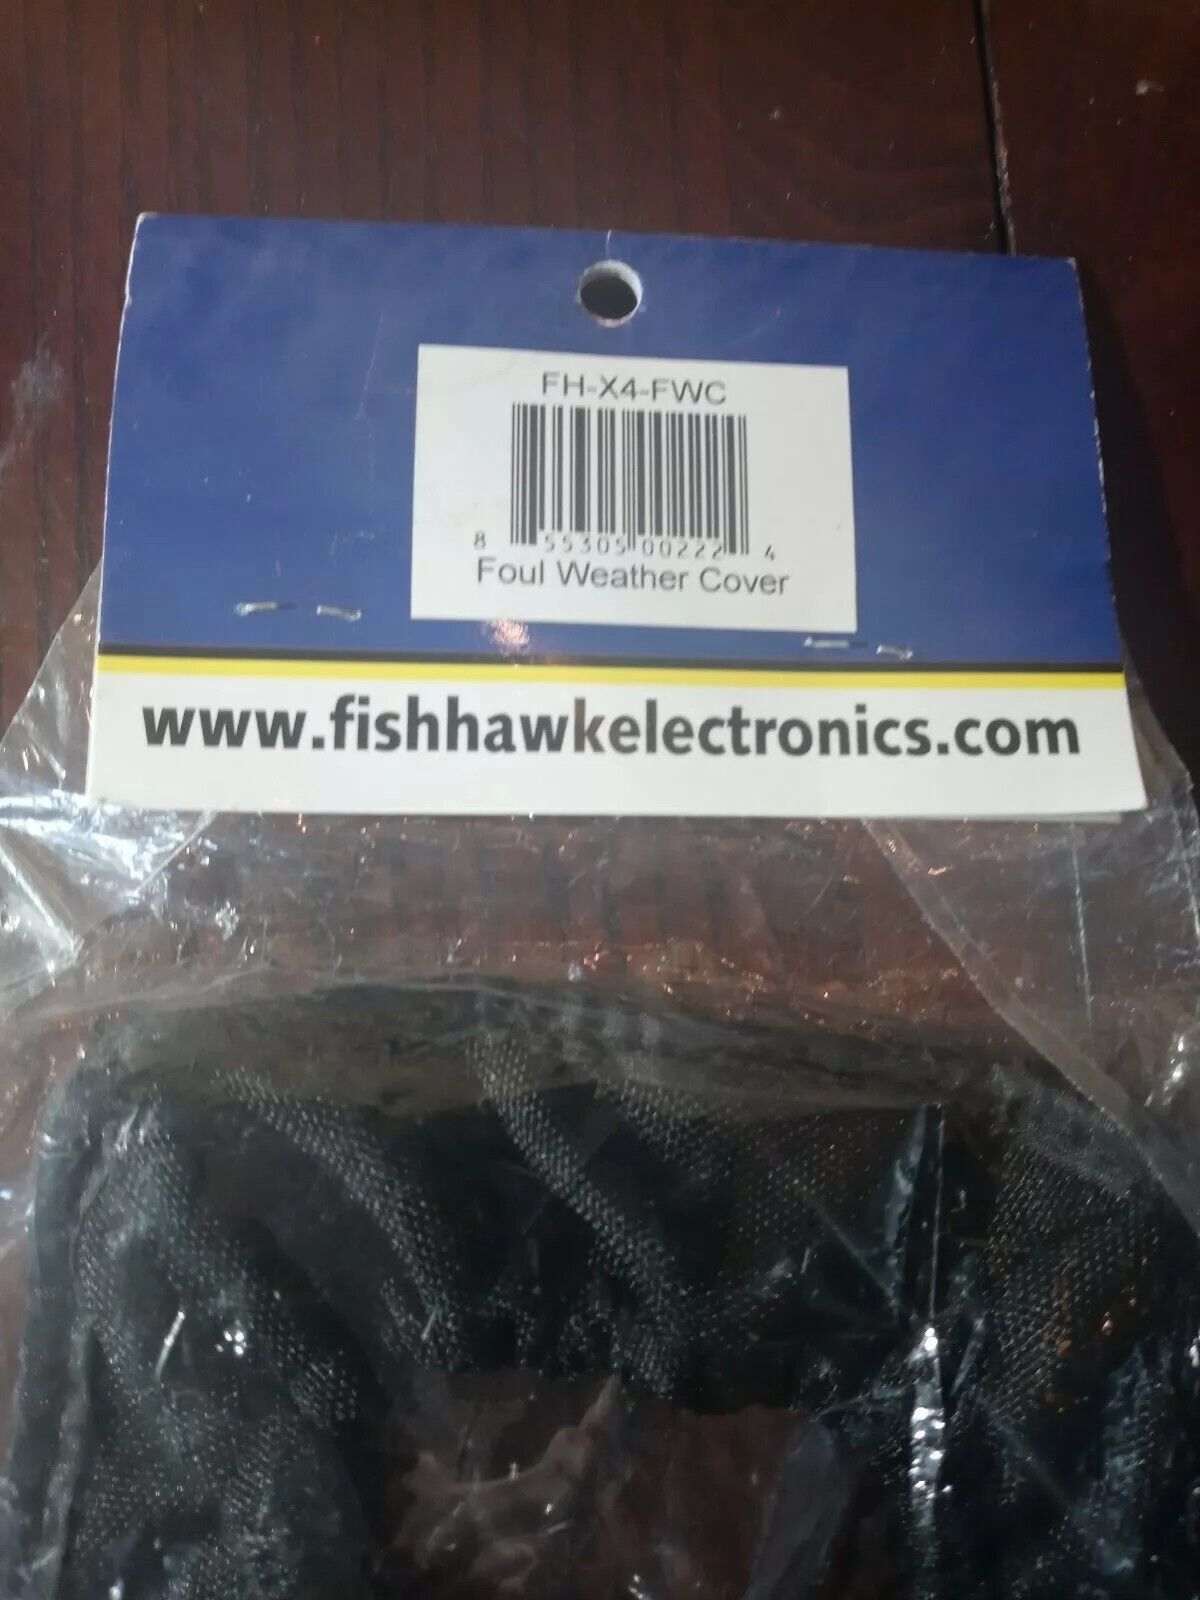 FH-X4-FWC
8 55305 00222 4
Foul Weather Cover
www.fishhawkelectronics.com